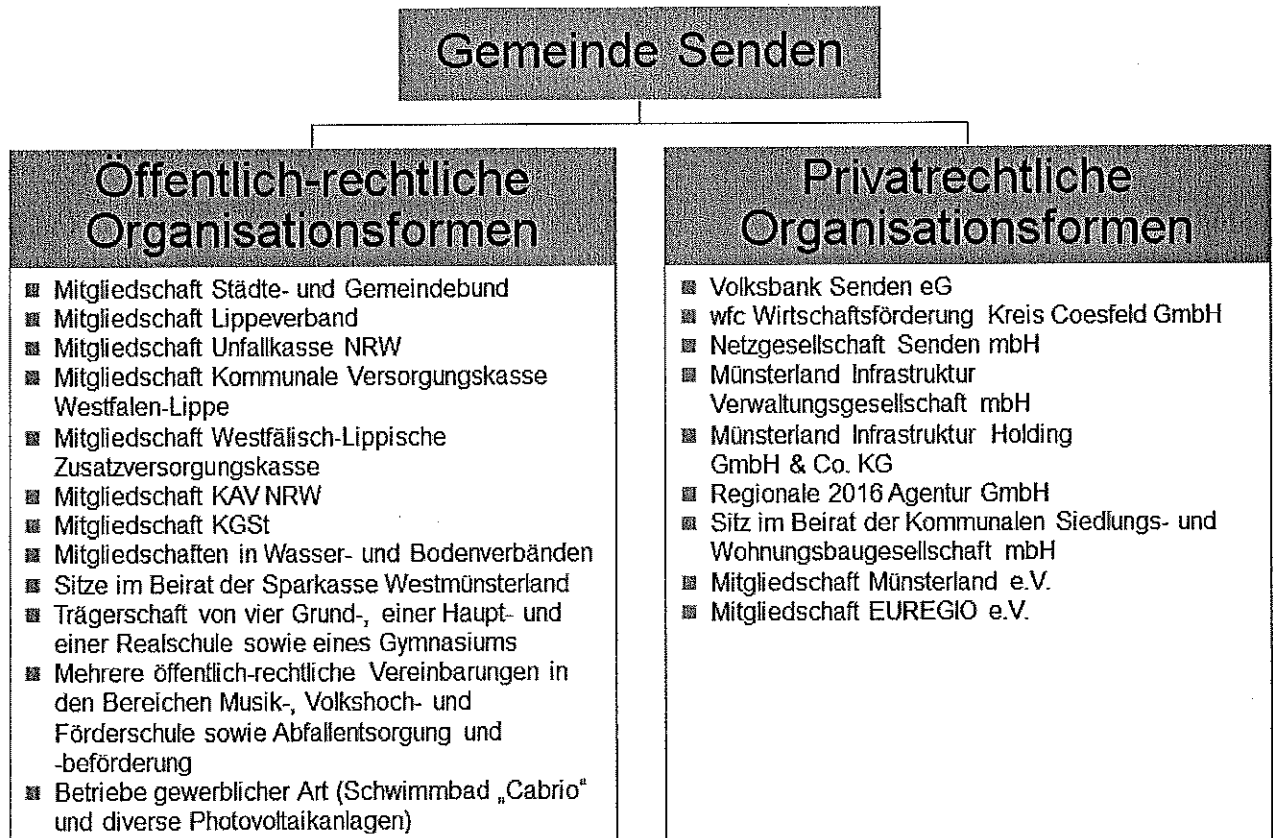 Gemeinde Senden
Öffentlich-rechtliche
Organisationsformen
Mitgliedschaft Städte- und Gemeindebund
Mitgliedschaft Lippeverband
Mitgliedschaft Unfallkasse NRW
Mitgliedschaft Kommunale Versorgungskasse
Westfalen-Lippe
Mitgliedschaft Westfälisch-Lippische
Zusatzversorgungskasse
Mitgliedschaft KAV NRW
Mitgliedschaft KGSt
Mitgliedschaften in Wasser- und Bodenverbänden
Sitze im Beirat der Sparkasse Westmünsterland
Trägerschaft von vier Grund-, einer Haupt- und
einer Realschule sowie eines Gymnasiums
Mehrere öffentlich-rechtliche Vereinbarungen in
den Bereichen Musik-, Volkshoch- und
Förderschule sowie Abfallentsorgung und
-beförderung
Betriebe gewerblicher Art (Schwimmbad „Cabrio“
und diverse Photovoltaikanlagen)
Privatrechtliche
Organisationsformen
Volksbank Senden eG
wfc Wirtschaftsförderung Kreis Coesfeld GmbH
Netzgesellschaft Senden mbH
Münsterland Infrastruktur
Verwaltungsgesellschaft mbH
Münsterland Infrastruktur Holding
GmbH & Co. KG
Regionale 2016 Agentur GmbH
Sitz im Beirat der Kommunalen Siedlungs- und
Wohnungsbaugesellschaft mbH
Mitgliedschaft Münsterland e.V.
Mitgliedschaft EUREGIO e.V.